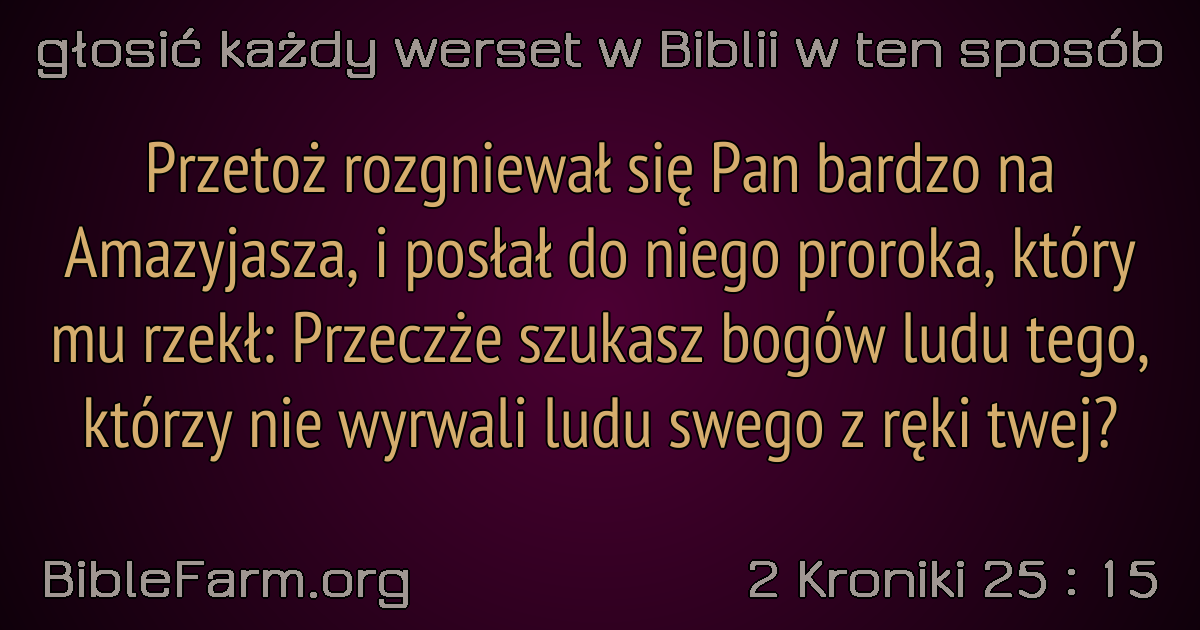 głosić każdy werset w Biblii w ten sposób
Przetoż rozgniewał się Pan bardzo na
Amazyjasza, i posłał do niego proroka, który
mu rzekł: Przeczże szukasz bogów ludu tego,
którzy nie wyrwali ludu swego z ręki twej?
BibleFarm.org
2 Kroniki 25 : 15